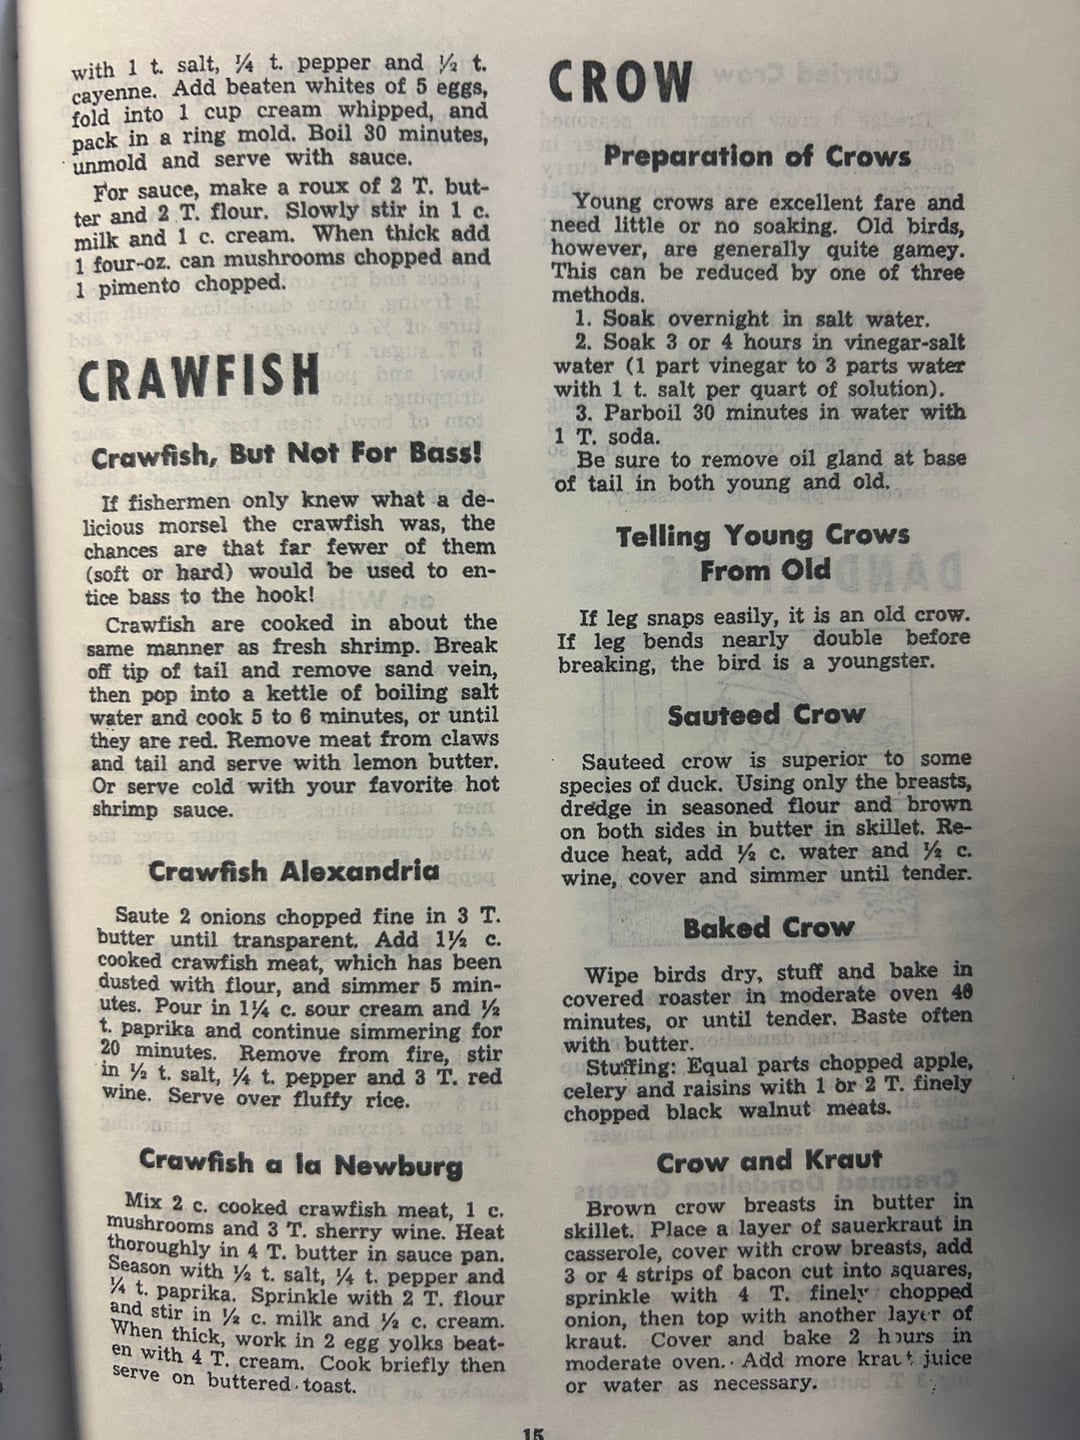 with 1 t. salt, ¼ t. pepper and ½ t.
cayenne. Add beaten whites of 5 eggs,
fold into 1 cup cream whipped, and
pack in a ring mold. Boil 30 minutes,
unmold and serve with sauce.
For sauce, make a roux of 2 T. but-
ter and 2 T. flour. Slowly stir in 1 c.
milk and 1 c. cream. When thick add
1 four-oz. can mushrooms chopped and
1 pimento chopped.
CRAWFISH
Crawfish, But Not For Bass!
If fishermen only knew what a de-
licious morsel the crawfish was, the
chances are that far fewer of them
(soft or hard) would be used to en-
tice bass to the hook!
Crawfish are cooked in about the
same manner as fresh shrimp. Break
off tip of tail and remove sand vein,
then pop into a kettle of boiling salt
water and cook 5 to 6 minutes, or until
they are red. Remove meat from claws
and tail and serve with lemon butter.
Or serve cold with your favorite hot
shrimp sauce.
Crawfish Alexandria
Saute 2 onions chopped fine in 3 T.
butter until transparent. Add 1½ c.
cooked crawfish meat, which has been
dusted with flour, and simmer 5 min-
utes. Pour in 1¼ c. sour cream and ½
t. paprika and continue simmering for
20 minutes. Remove from fire, stir
in ½ t. salt, ¼ t. pepper and 3 T. red
wine. Serve over fluffy rice.
Crawfish a la Newburg
Mix 2 c. cooked crawfish meat, 1 c.
mushrooms and 3 T. sherry wine. Heat
thoroughly in 4 T. butter in sauce pan.
Season with ½ t. salt, ¼ t. pepper and
¼ t. paprika. Sprinkle with 2 T. flour
and stir in ½ c. milk and ½ c. cream.
When thick, work in 2 egg yolks beat-
en with 4 T. cream. Cook briefly then
serve on buttered toast.
CROW
Preparation of Crows
Young crows are excellent fare and
need little or no soaking. Old birds,
however, are generally quite gamey.
This can be reduced by one of three
methods.
1. Soak overnight in salt water.
2. Soak 3 or 4 hours in vinegar-salt
water (1 part vinegar to 3 parts water
with 1 t. salt per quart of solution).
3. Parboil 30 minutes in water with
1 T. soda.
Be sure to remove oil gland at base
of tail in both young and old.
Telling Young Crows
From Old
If leg snaps easily, it is an old crow.
If leg bends nearly double before
breaking, the bird is a youngster.
Sauteed Crow
Sauteed crow is superior to some
species of duck. Using only the breasts,
dredge in seasoned flour and brown
on both sides in butter in skillet. Re-
duce heat, add ½ c. water and ½ c.
wine, cover and simmer until tender.
Baked Crow
Wipe birds dry, stuff and bake in
covered roaster in moderate oven 40
minutes, or until tender. Baste often
with butter.
Stuffing: Equal parts chopped apple,
celery and raisins with 1 or 2 T. finely
chopped black walnut meats.
Crow and Kraut
Brown crow breasts in butter in
skillet. Place a layer of sauerkraut in
casserole, cover with crow breasts, add
3 or 4 strips of bacon cut into squares,
sprinkle with 4 T. finely chopped
onion, then top with another layer of
kraut. Cover and bake 2 hours in
moderate oven. Add more kraut juice
or water as necessary.
15